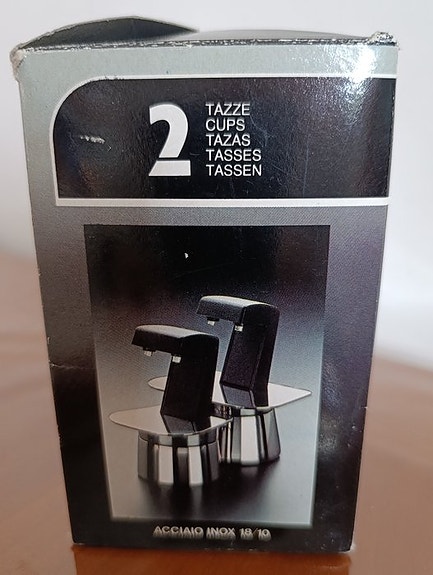 2
TAZZE
CUPS
TAZAS
TASSES
TASSEN
ACCIAIO INOX 18/10